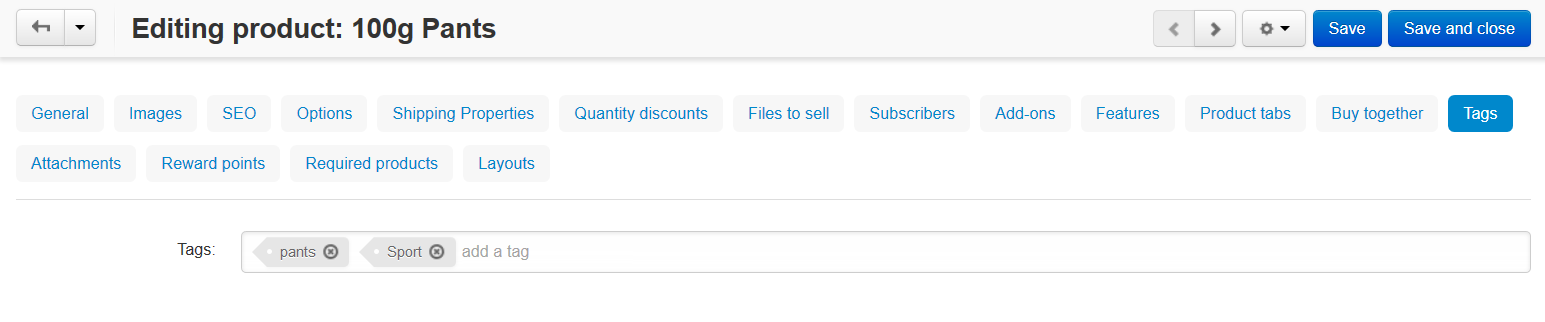 Editing product: 100g Pants Save Save and close
General Images SEO Options Shipping Properties Quantity discounts Files to sell Subscribers Add-ons Features Product tabs Buy together Tags
Attachments Reward points Required products Layouts
Tags: pants Sport add a tag